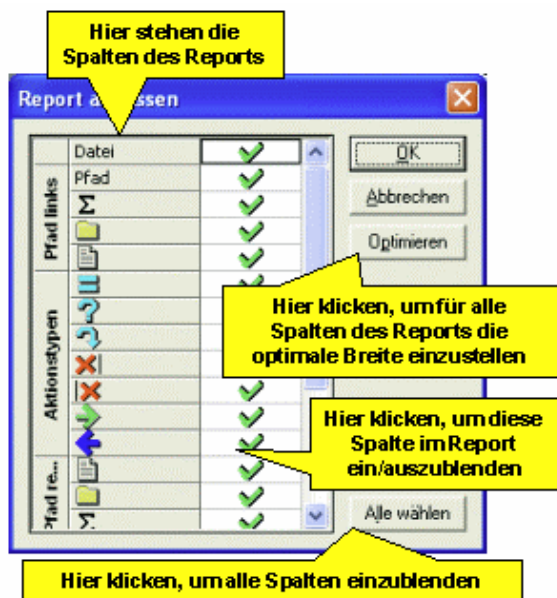 Hier stehen die
Spalten des Reports
Report a ssen
Datei
Pfad
Σ
Pfad links
Aktionstypen
Pfad re...
Σ
OK
Abbrechen
Optimieren
Hier klicken, um für alle
Spalten des Reports die
optimale Breite einzustellen
Hier klicken, um diese
Spalte im Report
ein/auszublenden
Alle wählen
Hier klicken, um alle Spalten einzublenden